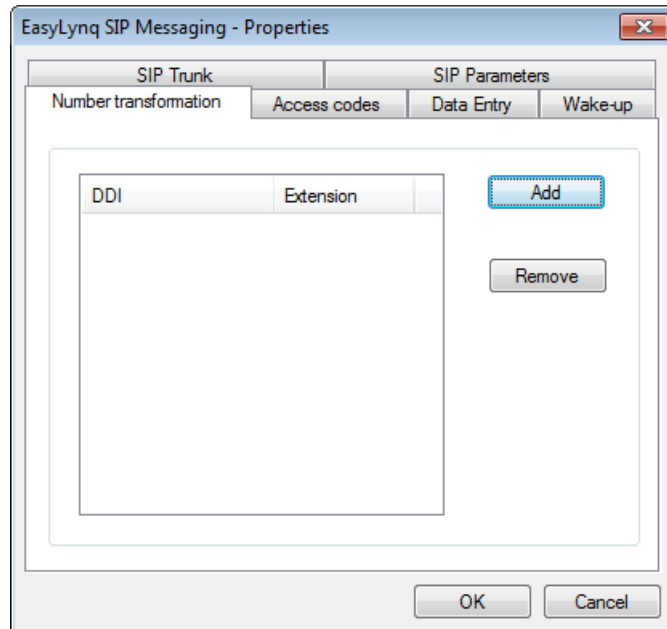 EasyLynq SIP Messaging - Properties
SIP Trunk SIP Parameters
Number transformation Access codes Data Entry Wake-up
DDI Extension Add
Remove
OK Cancel